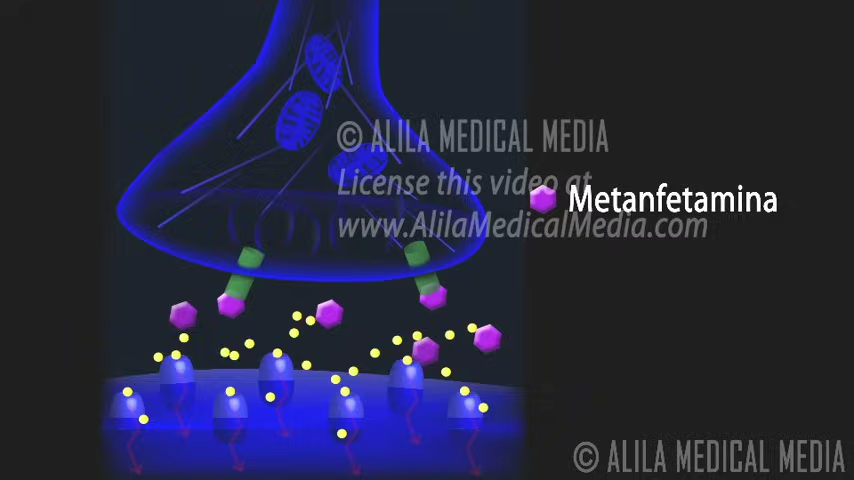 © ALILA MEDICAL MEDIA
License this video at
www.AlilaMedicalMedia.com
Metanfetamina
© ALILA MEDICAL MEDIA